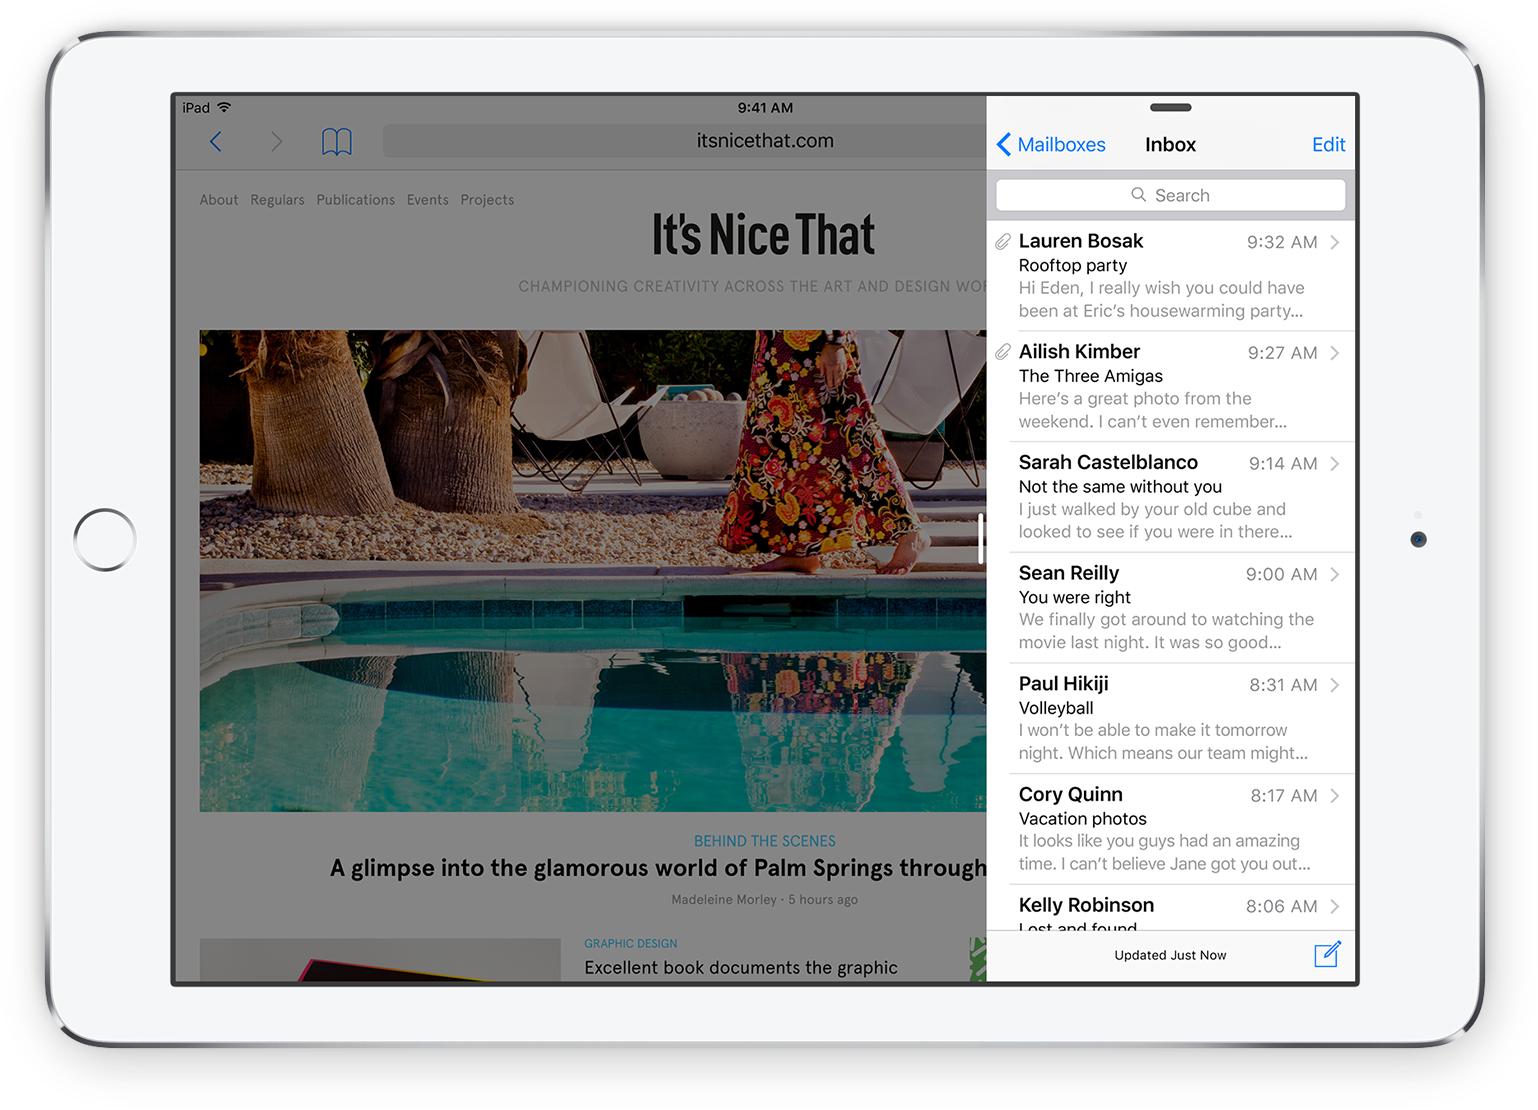 iPad
9:41 AM
itsnicethat.com
About Regulars Publications Events Projects
It's Nice That
CHAMPIONING CREATIVITY ACROSS THE ART AND DESIGN
BEHIND THE SCENES
A glimpse into the glamorous world of Palm Springs through
Madeleine Morley · 5 hours ago
GRAPHIC DESIGN
Excellent book documents the graphic
Mailboxes Inbox Edit
Search
Lauren Bosak 9:32 AM
Rooftop party
Hi Eden, I really wish you could have
been at Eric’s housewarming party...
Ailish Kimber 9:27 AM
The Three Amigas
Here’s a great photo from the
weekend. I can’t even remember...
Sarah Castelblanco 9:14 AM
Not the same without you
I just walked by your old cube and
looked to see if you were in there...
Sean Reilly 9:00 AM
You were right
We finally got around to watching the
movie last night. It was so good...
Paul Hikiji 8:31 AM
Volleyball
I won’t be able to make it tomorrow
night. Which means our team might...
Cory Quinn 8:17 AM
Vacation photos
It looks like you guys had an amazing
time. I can’t believe Jane got you out...
Kelly Robinson 8:06 AM
Lost and found
Updated Just Now